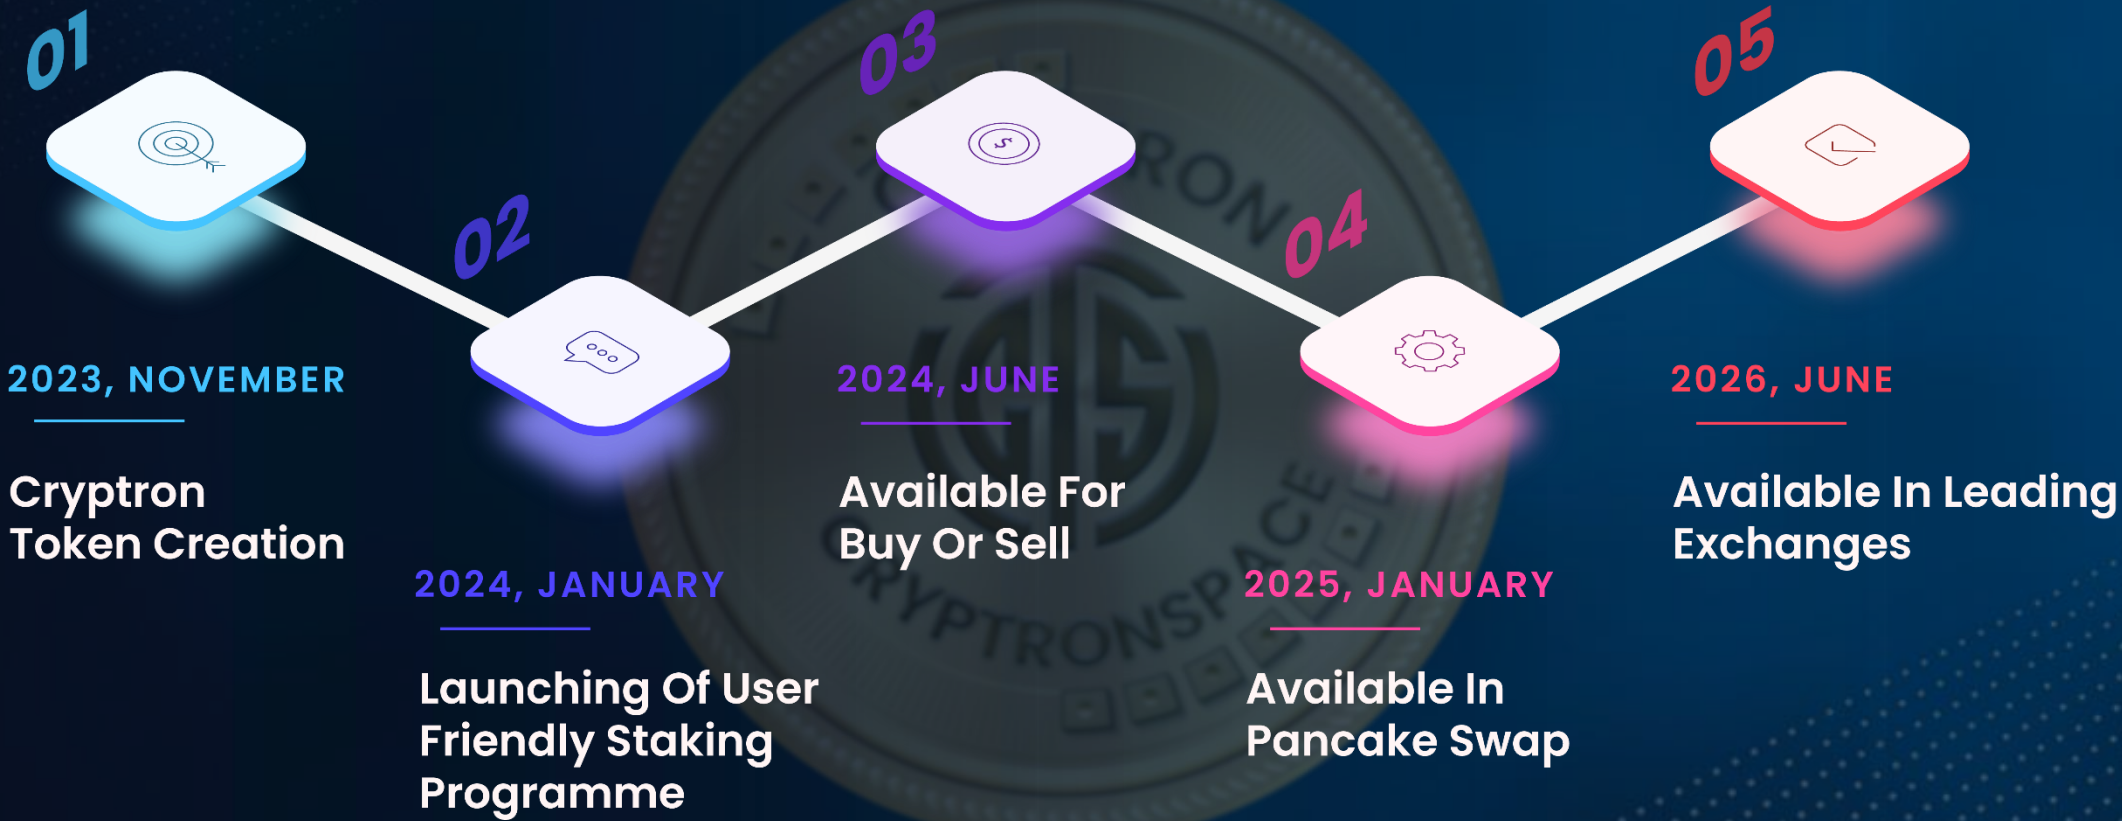 01
2023, NOVEMBER
Cryptron
Token Creation
02
2024, JANUARY
Launching Of User
Friendly Staking
Programme
03
2024, JUNE
Available For
Buy Or Sell
04
2025, JANUARY
Available In
Pancake Swap
05
2026, JUNE
Available In Leading
Exchanges
CRYPTRONSPACE